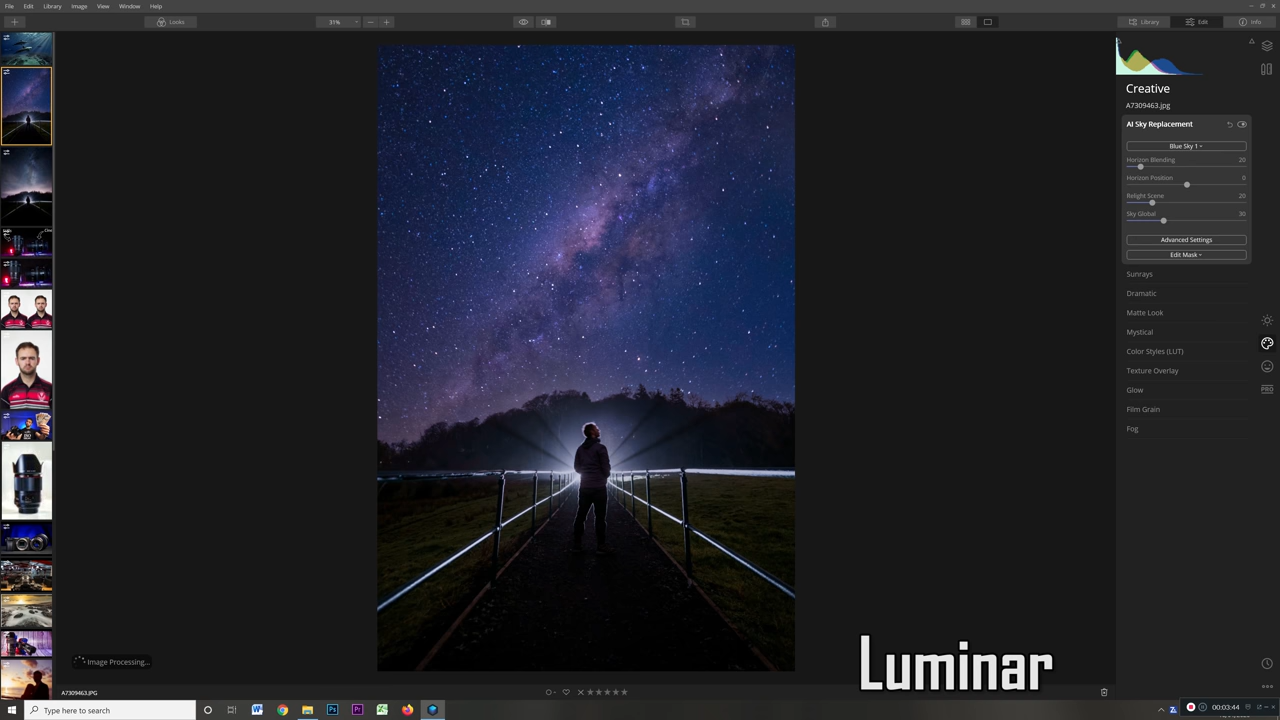 File Edit Library Image View Window Help
Looks
31%
Library
Edit
Info
Creative
A7309463.jpg
AI Sky Replacement
Blue Sky 1
Horizon Blending 20
Horizon Position 0
Relight Scene 20
Sky Global 30
Advanced Settings
Edit Mask
Sunrays
Dramatic
Matte Look
Mystical
Color Styles (LUT)
Texture Overlay
Glow
PRO
Film Grain
Fog
Image Processing...
Luminar
A7309463.JPG
Type here to search
00:03:44